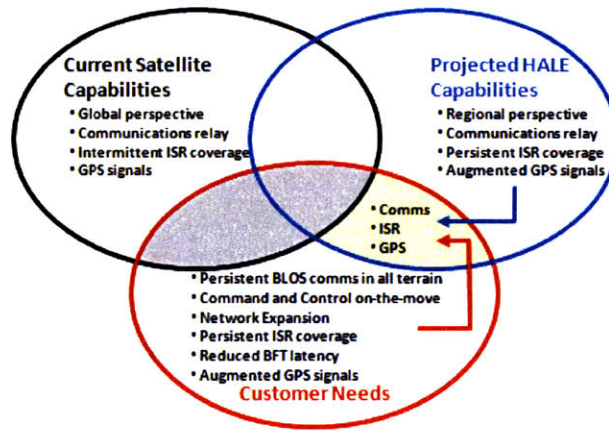 Current Satellite
Capabilities
• Global perspective
• Communications relay
• Intermittent ISR coverage
• GPS signals
Projected HALE
Capabilities
• Regional perspective
• Communications relay
• Persistent ISR coverage
• Augmented GPS signals
• Comms
• ISR
• GPS
• Persistent BLOS comms in all terrain
• Command and Control on-the-move
• Network Expansion
• Persistent ISR coverage
• Reduced BFT latency
• Augmented GPS signals
Customer Needs